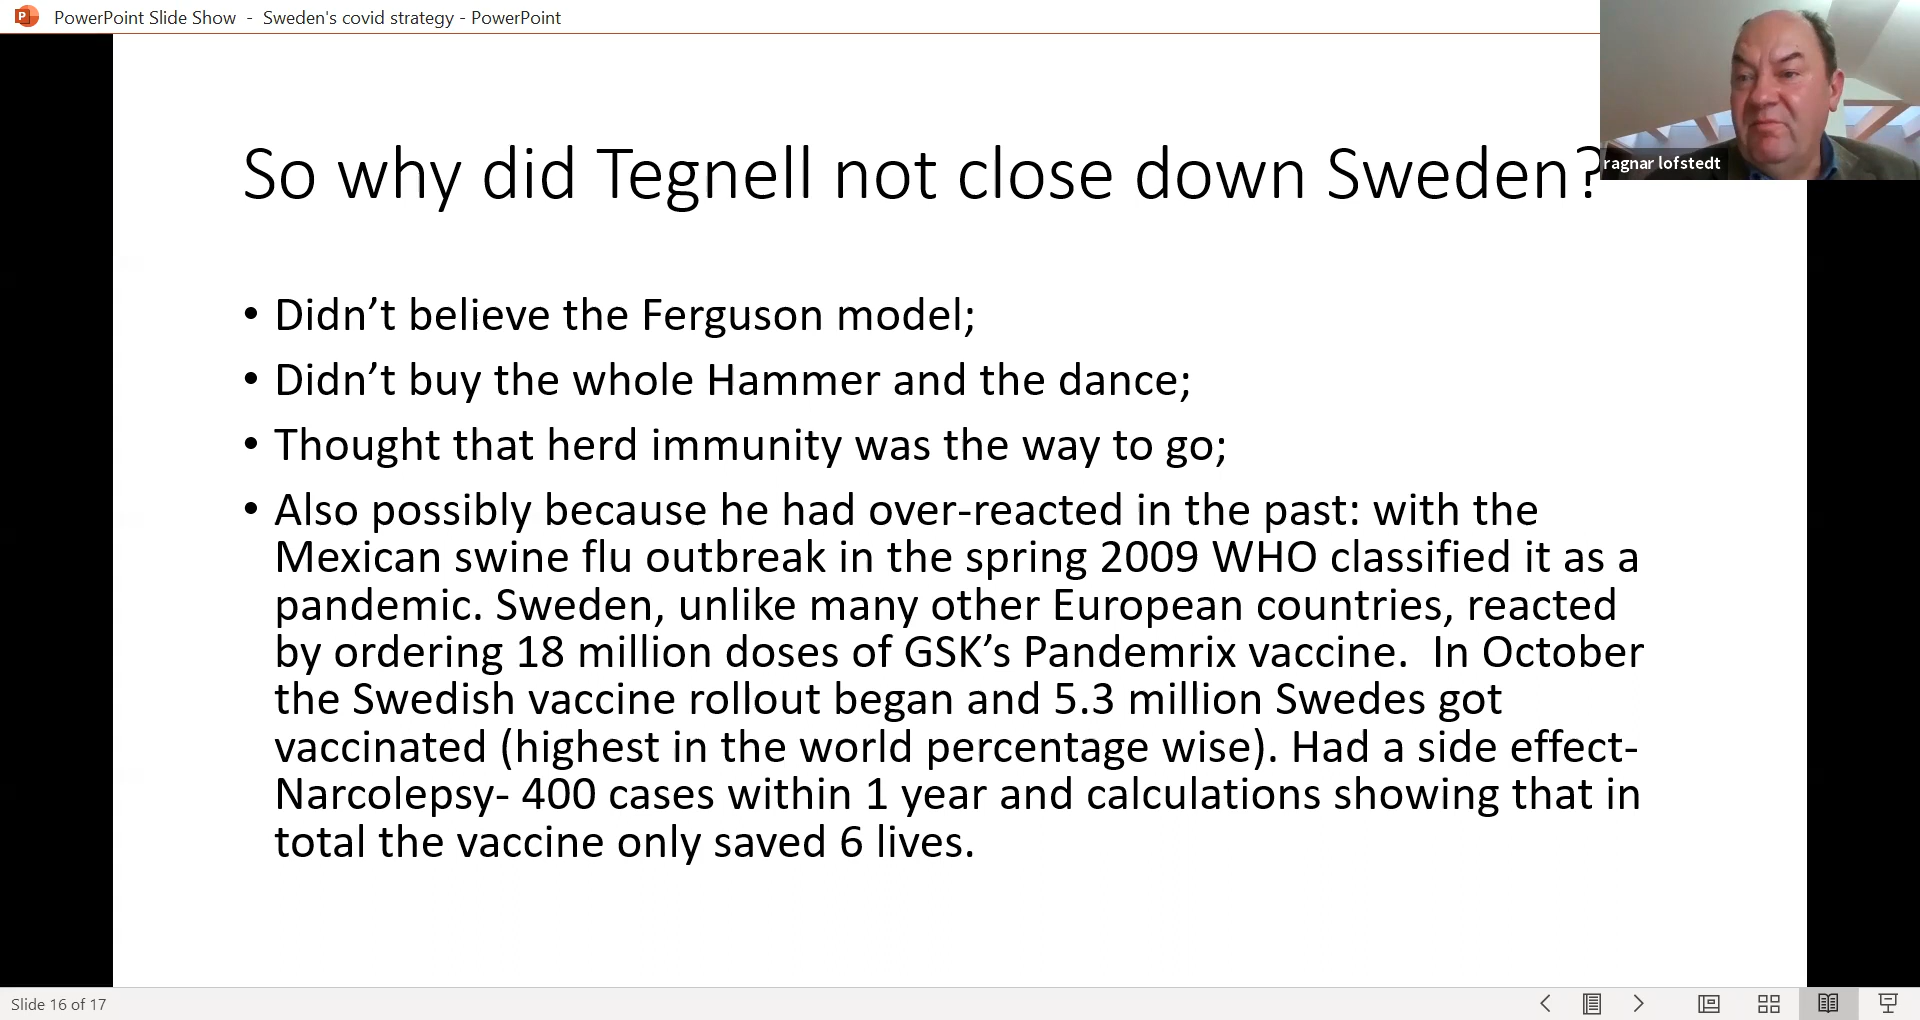 PowerPoint Slide Show - Sweden's covid strategy - PowerPoint
ragnar lofstedt
So why did Tegnell not close down Sweden?
• Didn’t believe the Ferguson model;
• Didn’t buy the whole Hammer and the dance;
• Thought that herd immunity was the way to go;
• Also possibly because he had over-reacted in the past: with the
Mexican swine flu outbreak in the spring 2009 WHO classified it as a
pandemic. Sweden, unlike many other European countries, reacted
by ordering 18 million doses of GSK’s Pandemrix vaccine.  In October
the Swedish vaccine rollout began and 5.3 million Swedes got
vaccinated (highest in the world percentage wise). Had a side effect-
Narcolepsy- 400 cases within 1 year and calculations showing that in
total the vaccine only saved 6 lives.
Slide 16 of 17